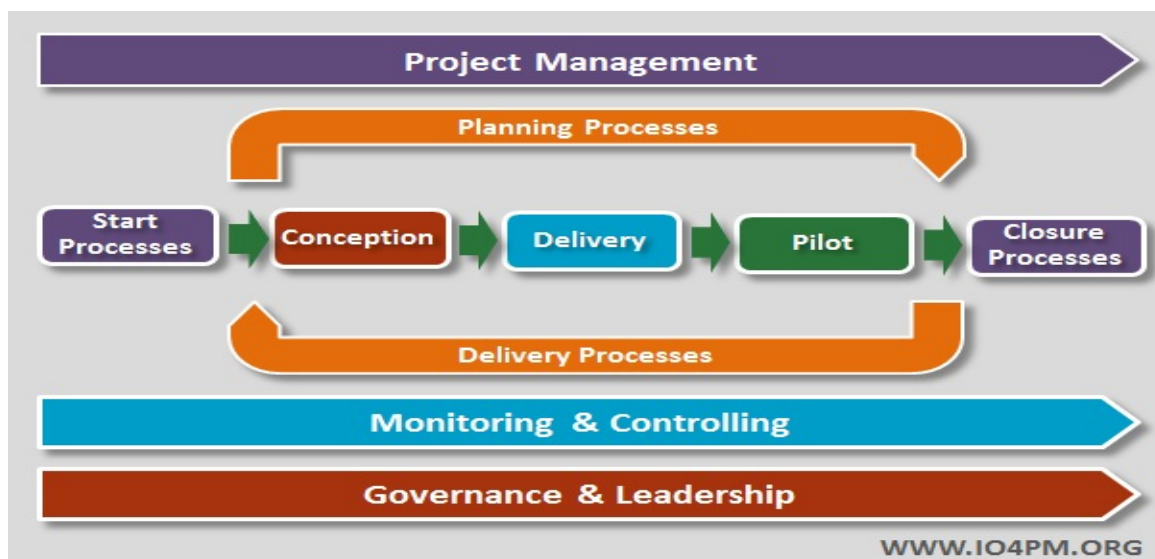 Project Management
Planning Processes
Start
Processes
Conception
Delivery
Pilot
Closure
Processes
Delivery Processes
Monitoring & Controlling
Governance & Leadership
WWW.IO4PM.ORG